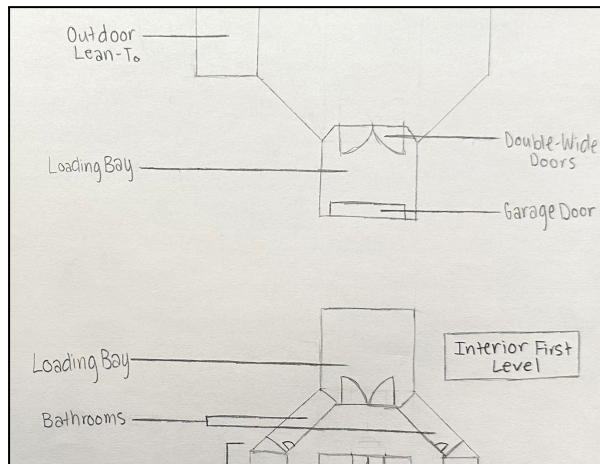 Outdoor
Lean-To
Double-Wide
Doors
Loading Bay
Garage Door
Interior First
Level
Loading Bay
Bathrooms